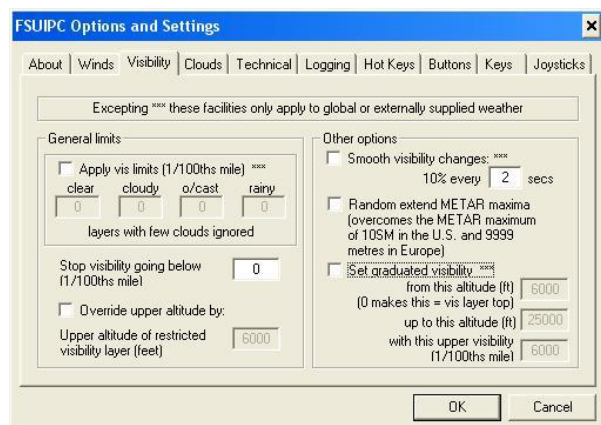 FSUIPC Options and Settings
About Winds Visibility Clouds Technical Logging Hot Keys Buttons Keys Joysticks
Excepting *** these facilities only apply to global or externally supplied weather
General limits
Apply vis limits (1/100ths mile) ***
clear cloudy o/cast rainy
0 0 0 0
layers with few clouds ignored
Stop visibility going below 0
(1/100ths mile)
Override upper altitude by:
Upper altitude of restricted
visibility layer (feet) 6000
Other options
Smooth visibility changes: ***
10% every 2 secs
Random extend METAR maxima
(overcomes the METAR maximum
of 10SM in the U.S. and 9999
metres in Europe)
Set graduated visibility ***
from this altitude (ft) 6000
(0 makes this = vis layer top)
up to this altitude (ft) 25000
with this upper visibility
(1/100ths mile) 6000
OK Cancel